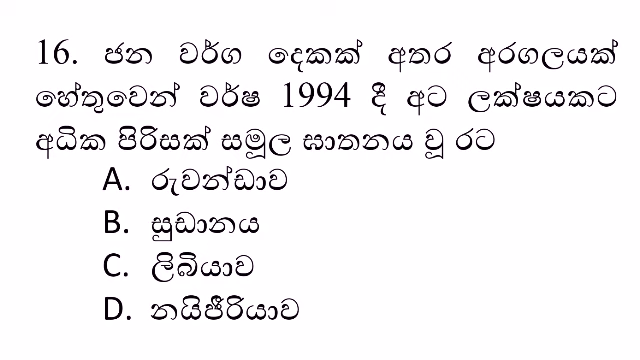 16. ජන වර්ග දෙකක් අතර අරගලයක්
හේතුවෙන් වර්ෂ 1994 දී අට ලක්ෂයකට
අධික පිරිසක් සමූල ඝාතනය වූ රට
A. රුවන්ඩාව
B. සුඩානය
C. ලිබියාව
D. නයිජීරියාව